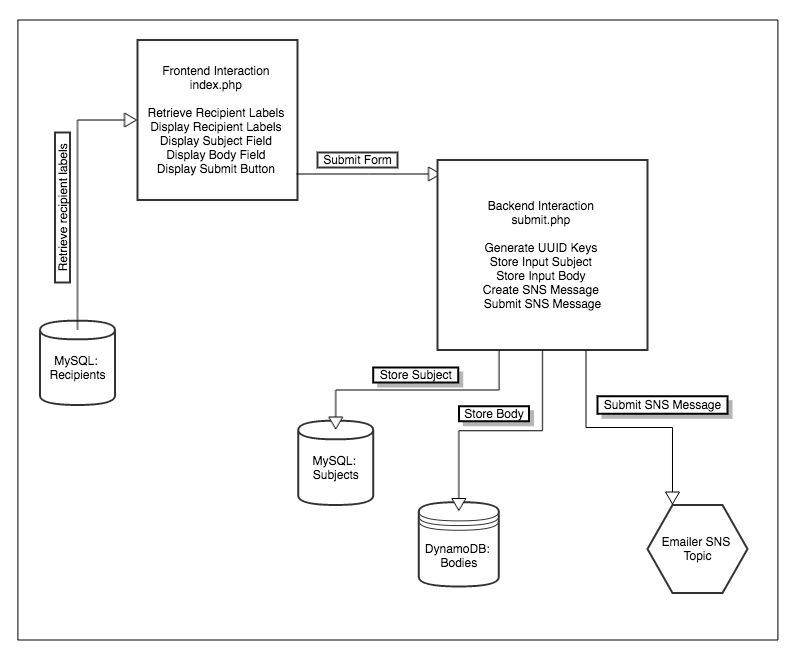 Frontend Interaction
index.php
Retrieve Recipient Labels
Display Recipient Labels
Display Subject Field
Display Body Field
Display Submit Button
Retrieve recipient labels
Submit Form
Backend Interaction
submit.php
Generate UUID Keys
Store Input Subject
Store Input Body
Create SNS Message
Submit SNS Message
MySQL:
Recipients
Store Subject
Store Body
Submit SNS Message
MySQL:
Subjects
DynamoDB:
Bodies
Emailer SNS
Topic